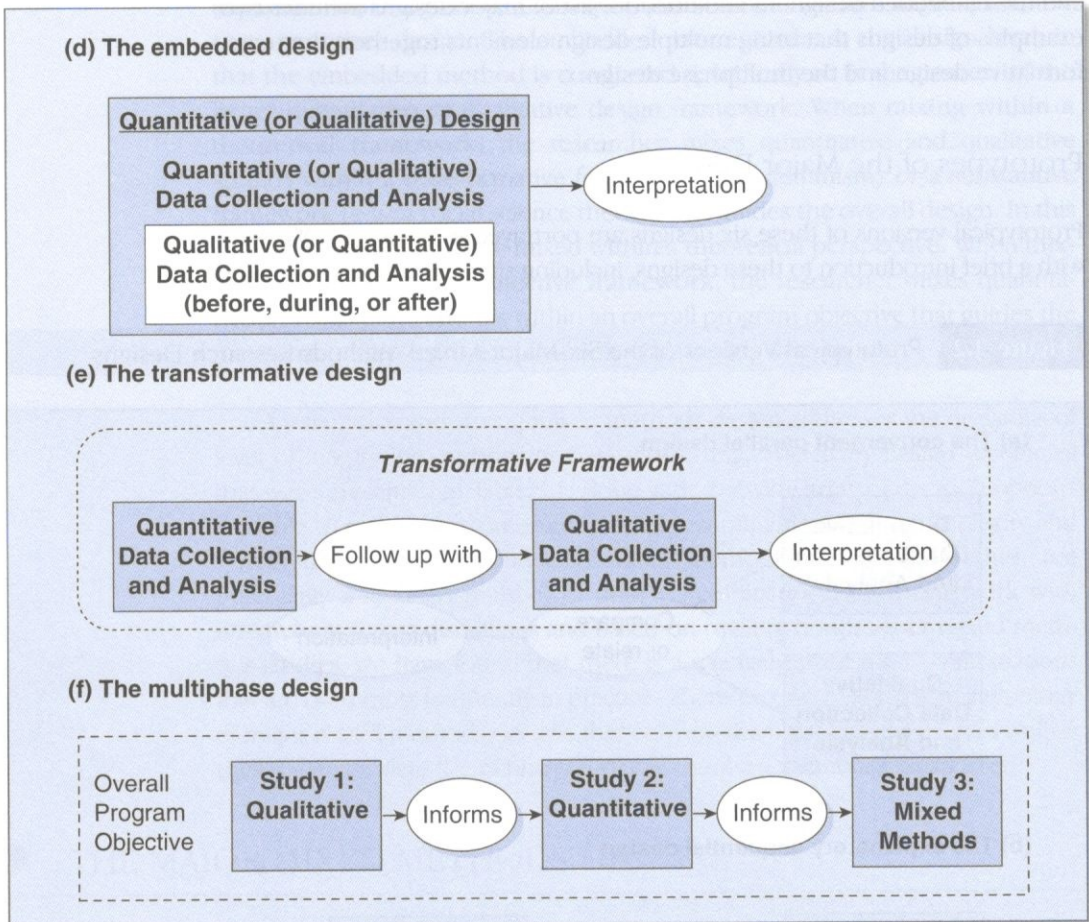 (d) The embedded design
Quantitative (or Qualitative) Design
Quantitative (or Qualitative)
Data Collection and Analysis
Interpretation
Qualitative (or Quantitative)
Data Collection and Analysis
(before, during, or after)
(e) The transformative design
Transformative Framework
Quantitative
Data Collection
and Analysis
Follow up with
Qualitative
Data Collection
and Analysis
Interpretation
(f) The multiphase design
Overall
Program
Objective
Study 1:
Qualitative
Informs
Study 2:
Quantitative
Informs
Study 3:
Mixed
Methods